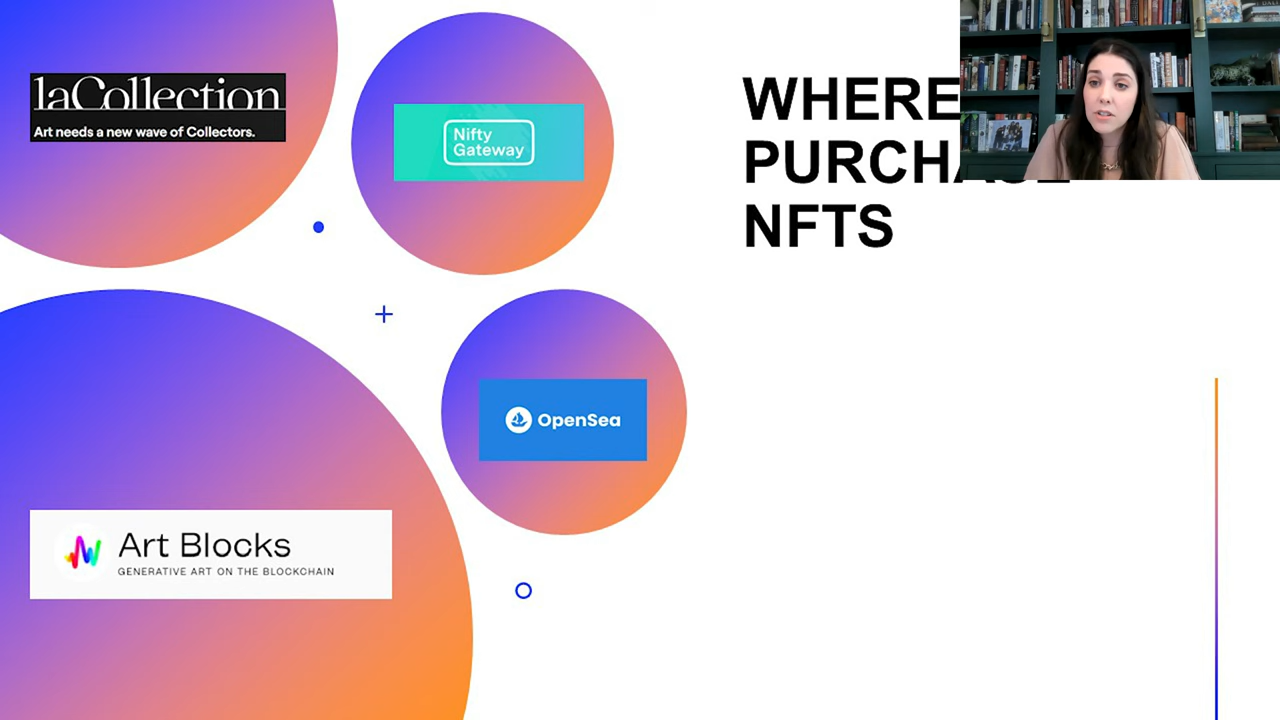 laCollection
Art needs a new wave of Collectors.
Nifty
Gateway
WHERE
PURCHASE
NFTS
OpenSea
Art Blocks
GENERATIVE ART ON THE BLOCKCHAIN